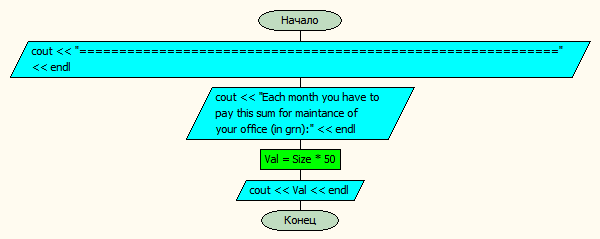 Начало
cout << "============================================================"
<< endl
cout << "Each month you have to
pay this sum for maintance of
your office (in grn):" << endl
Val = Size * 50
cout << Val << endl
Конец